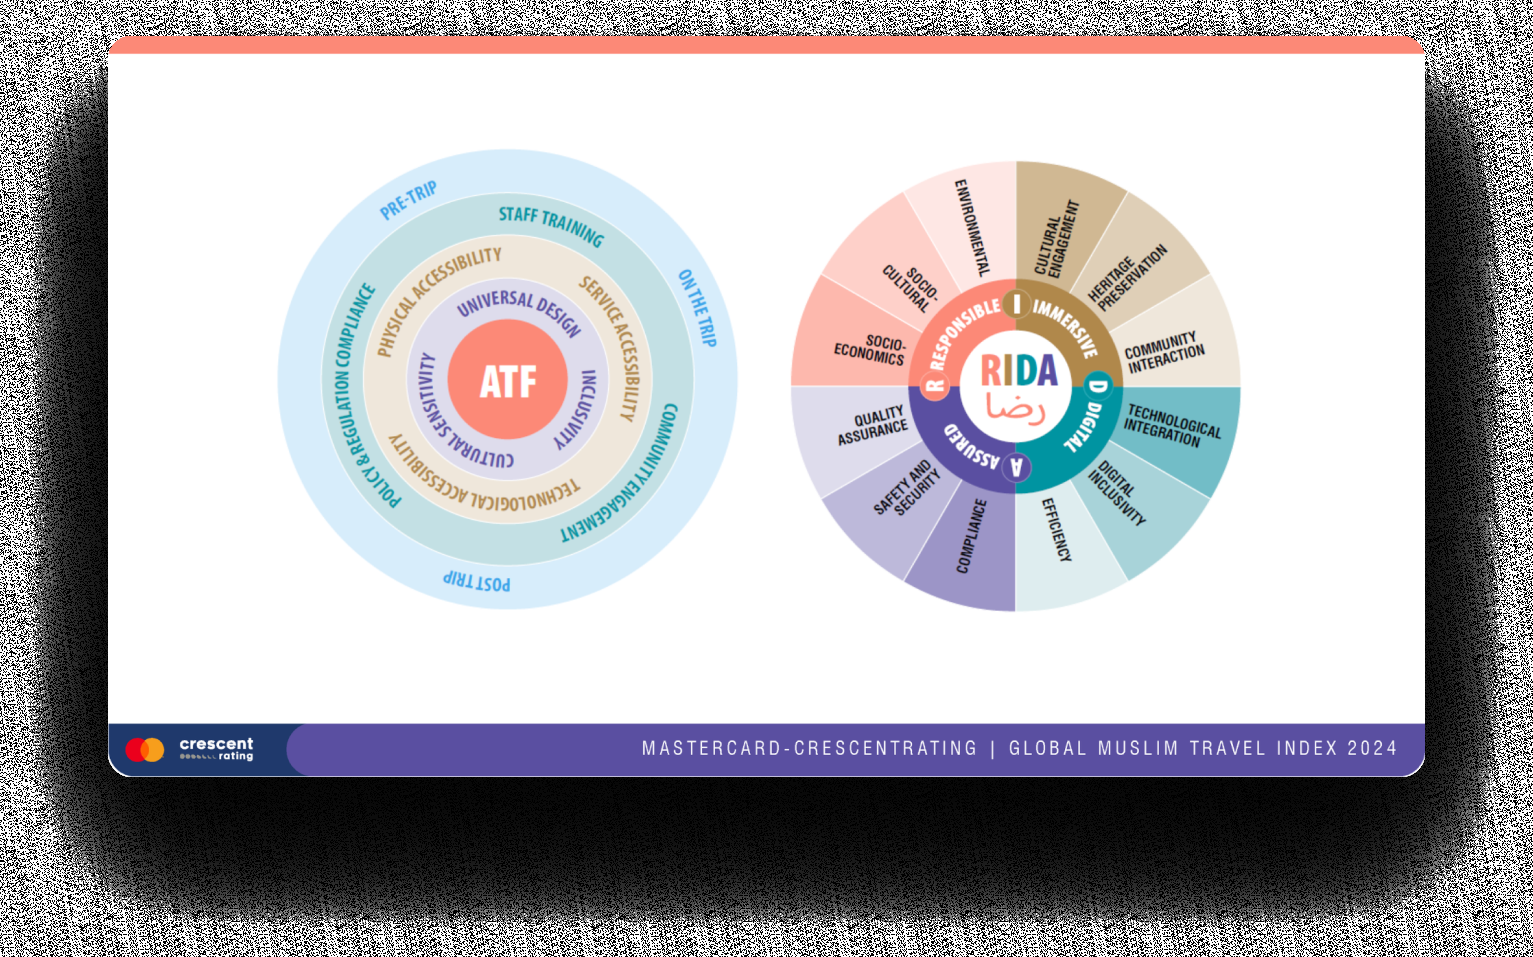 PRE-TRIP
ON THE TRIP
POST TRIP
STAFF TRAINING
COMMUNITY ENGAGEMENT
POLICY & REGULATION COMPLIANCE
PHYSICAL ACCESSIBILITY
SERVICE ACCESSIBILITY
TECHNOLOGICAL ACCESSIBILITY
UNIVERSAL DESIGN
INCLUSIVITY
CULTURAL SENSITIVITY
ATF
ENVIRONMENTAL
SOCIO-
CULTURAL
SOCIO-
ECONOMICS
CULTURAL
ENGAGEMENT
HERITAGE
PRESERVATION
COMMUNITY
INTERACTION
TECHNOLOGICAL
INTEGRATION
DIGITAL
INCLUSIVITY
EFFICIENCY
COMPLIANCE
SAFETY AND
SECURITY
QUALITY
ASSURANCE
R RESPONSIBLE
I IMMERSIVE
D DIGITAL
A ASSURED
RIDA
رضا
crescent
rating
MASTERCARD-CRESCENTRATING | GLOBAL MUSLIM TRAVEL INDEX 2024